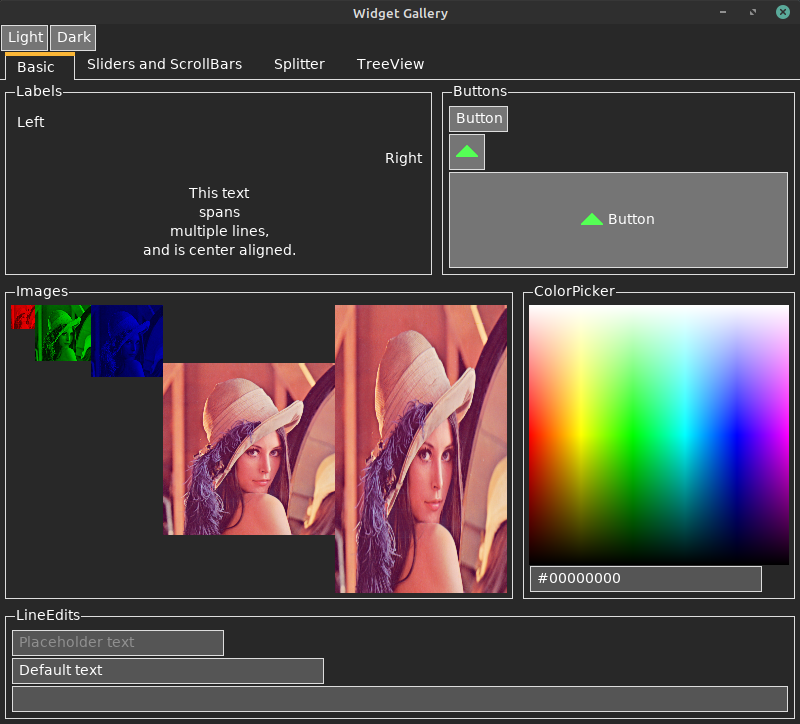 Widget Gallery
Light Dark
Basic Sliders and ScrollBars Splitter TreeView
Labels
Left
Right
This text
spans
multiple lines,
and is center aligned.
Buttons
Button
Button
Images
ColorPicker
#00000000
LineEdits
Placeholder text
Default text